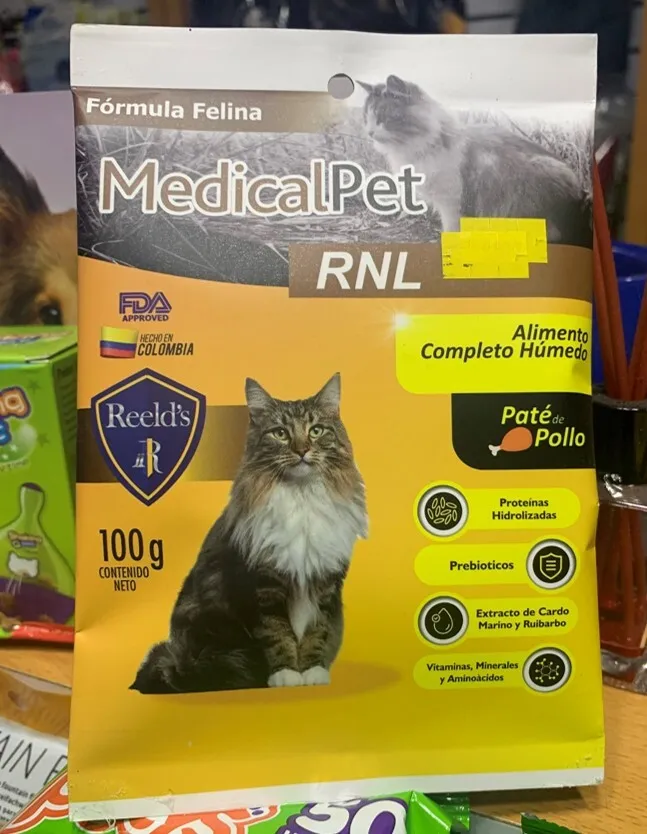 Fórmula Felina
MedicalPet
RNL
FDA
APPROVED
HECHO EN
COLOMBIA
Reeld's
R
100 g
CONTENIDO
NETO
Alimento
Completo Húmedo
Paté de
Pollo
Proteínas
Hidrolizadas
Prebioticos
Extracto de Cardo
Marino y Ruibarbo
Vitaminas, Minerales
y Aminoácidos